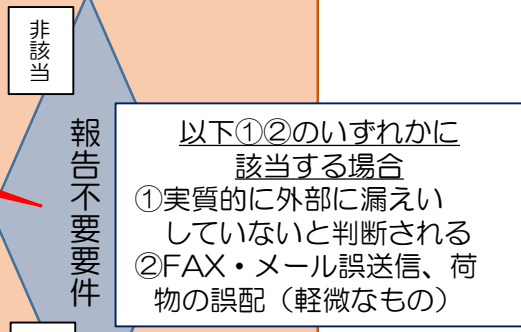 非該当
報告不要要件
以下①②のいずれかに
該当する場合
①実質的に外部に漏えい
していないと判断される
②FAX・メール誤送信、荷
物の誤配（軽微なもの）